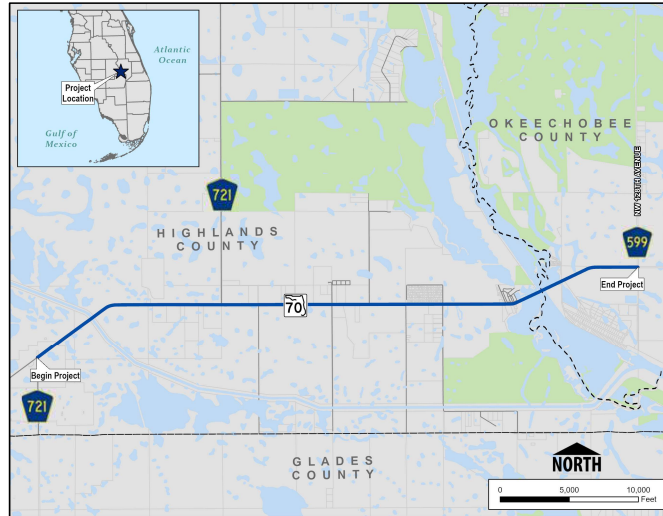 Atlantic
Ocean
Project
Location
Gulf of
Mexico
OKEECHOBEE
COUNTY
NW 128TH AVENUE
721
HIGHLANDS
COUNTY
599
End Project
70
Begin Project
721
GLADES
COUNTY
NORTH
0 5,000 10,000
Feet